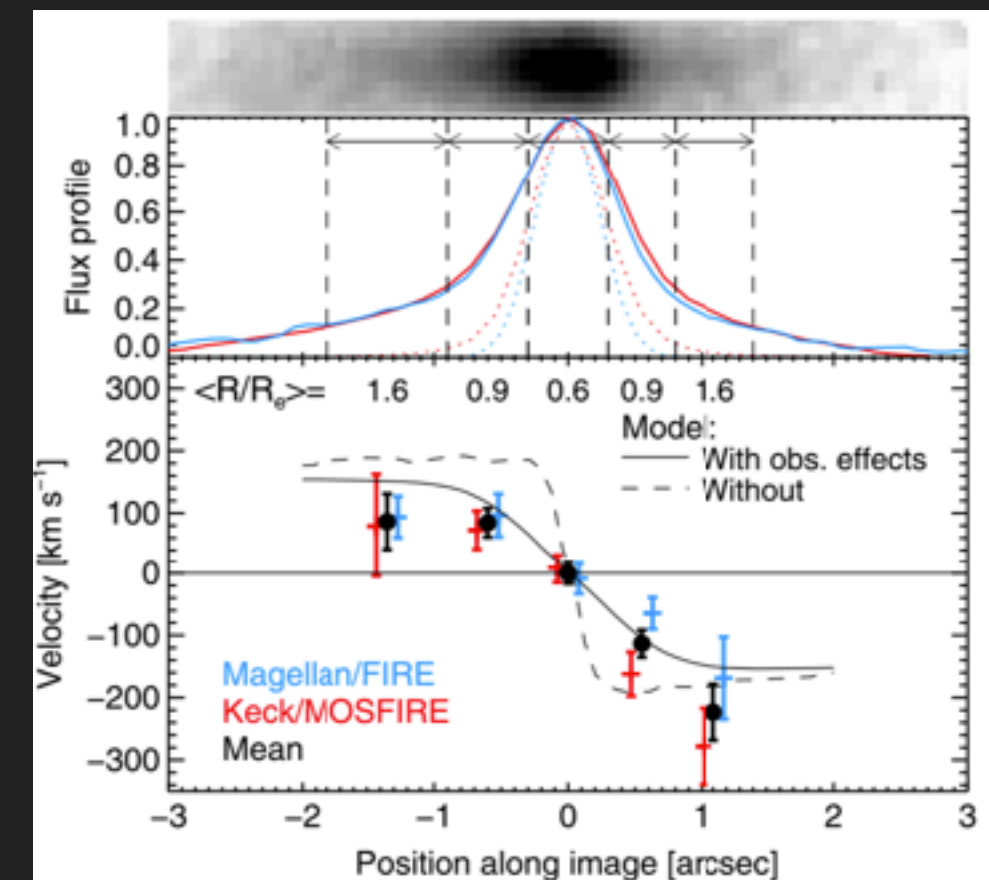 1.0
0.8
0.6
0.4
0.2
0.0
Flux profile
<R/Re>= 1.6 0.9 0.6 0.9 1.6
Model:
With obs. effects
Without
300
200
100
0
−100
−200
−300
Velocity [km s−1]
Magellan/FIRE
Keck/MOSFIRE
Mean
−3 −2 −1 0 1 2 3
Position along image [arcsec]